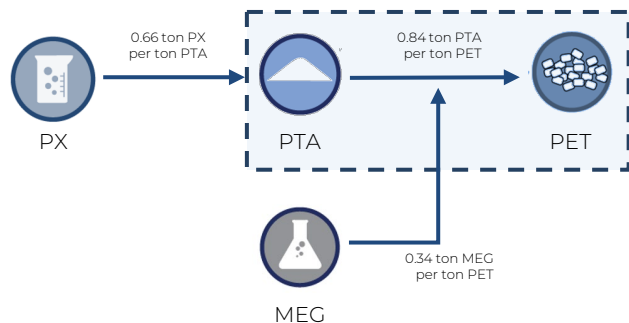 0.66 ton PX
per ton PTA
0.84 ton PTA
per ton PET
PX
PTA
PET
0.34 ton MEG
per ton PET
MEG